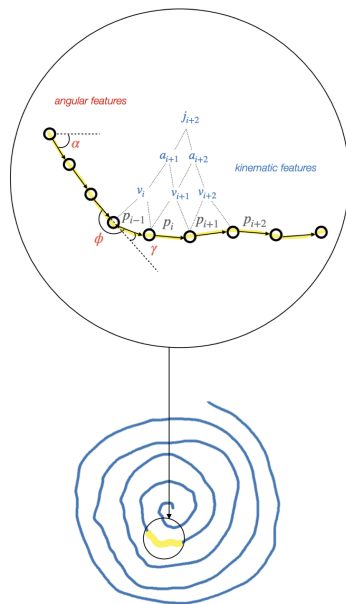 angular features
j_{i+2}
α
a_{i+1} a_{i+2}
kinematic features
v_i v_{i+1} v_{i+2}
p_{i-1} p_i p_{i+1} p_{i+2}
ϕ γ